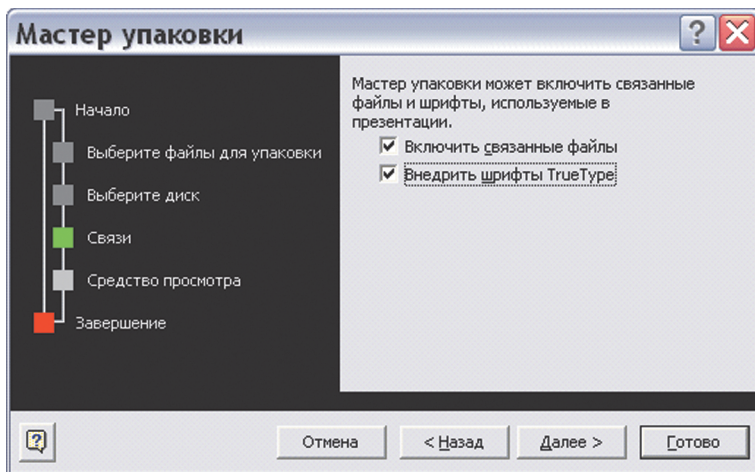 Мастер упаковки
Начало
Выберите файлы для упаковки
Выберите диск
Связи
Средство просмотра
Завершение
Мастер упаковки может включить связанные
файлы и шрифты, используемые в
презентации.
Включить связанные файлы
Внедрить шрифты TrueType
Отмена
< Назад
Далее >
Готово